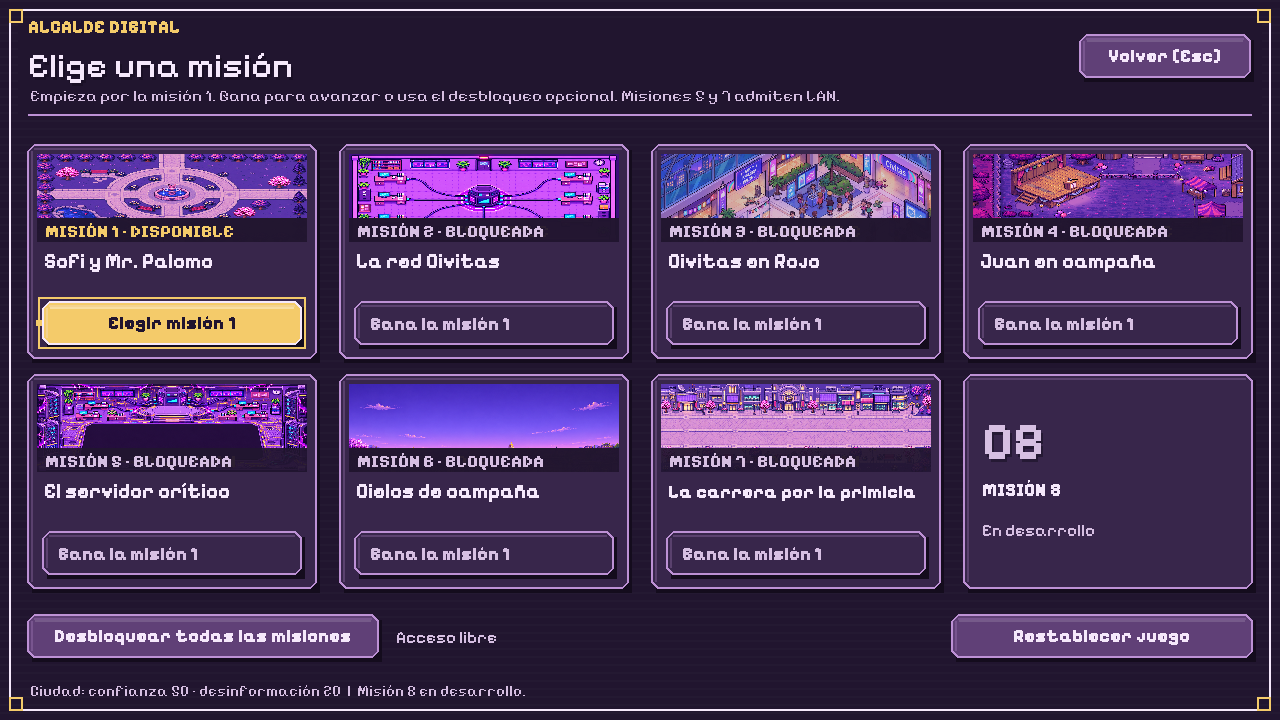 ALCALDE DIGITAL
Elige una misión
Volver (Esc)
Empieza por la misión 1. Gana para avanzar o usa el desbloqueo opcional. Misiones 5 y 7 admiten LAN.
MISIÓN 1 · DISPONIBLE
Sofi y Mr. Palomo
Elegir misión 1
MISIÓN 2 · BLOQUEADA
La red Civitas
Gana la misión 1
CIVITAS
MISIÓN 3 · BLOQUEADA
Civitas en Rojo
Gana la misión 1
MISIÓN 4 · BLOQUEADA
Juan en campaña
Gana la misión 1
MISIÓN 5 · BLOQUEADA
El servidor crítico
Gana la misión 1
MISIÓN 6 · BLOQUEADA
Cielos de campaña
Gana la misión 1
MISIÓN 7 · BLOQUEADA
La carrera por la primicia
Gana la misión 1
08
MISIÓN 8
En desarrollo
Desbloquear todas las misiones
Acceso libre
Restablecer juego
Ciudad: confianza 50 · desinformación 20 | Misión 8 en desarrollo.